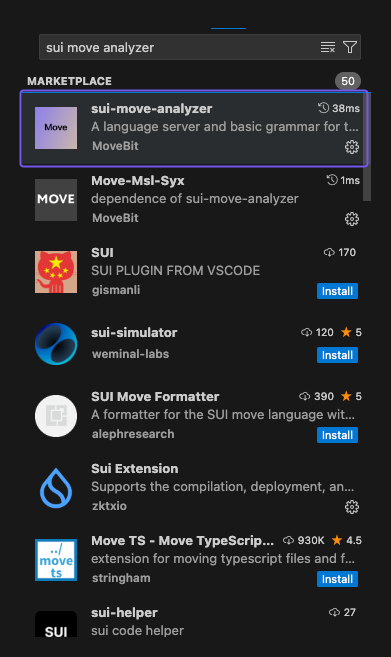 sui move analyzer
MARKETPLACE 50
Move
sui-move-analyzer 38ms
A language server and basic grammar for t...
MoveBit
MOVE
Move-Msl-Syx 1ms
dependence of sui-move-analyzer
MoveBit
SUI 170
SUI PLUGIN FROM VSCODE
gismanli Install
sui-simulator 120 5
weminal-labs Install
SUI Move Formatter 390 5
A formatter for the SUI move language wit...
alephresearch Install
Sui Extension
Supports the compilation, deployment, an...
zktxio
../
move
ts
Move TS - Move TypeScrip... 930K 4.5
extension for moving typescript files and f...
stringham Install
SUI
sui-helper 27
sui code helper